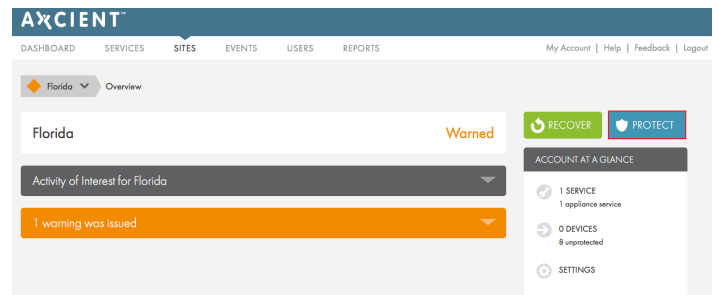 AXCIENT™
DASHBOARD SERVICES SITES EVENTS USERS REPORTS My Account | Help | Feedback | Logout
Florida Overview
Florida Warned
RECOVER PROTECT
ACCOUNT AT A GLANCE
Activity of Interest for Florida
1 SERVICE
1 appliance service
1 warning was issued
0 DEVICES
8 unprotected
SETTINGS